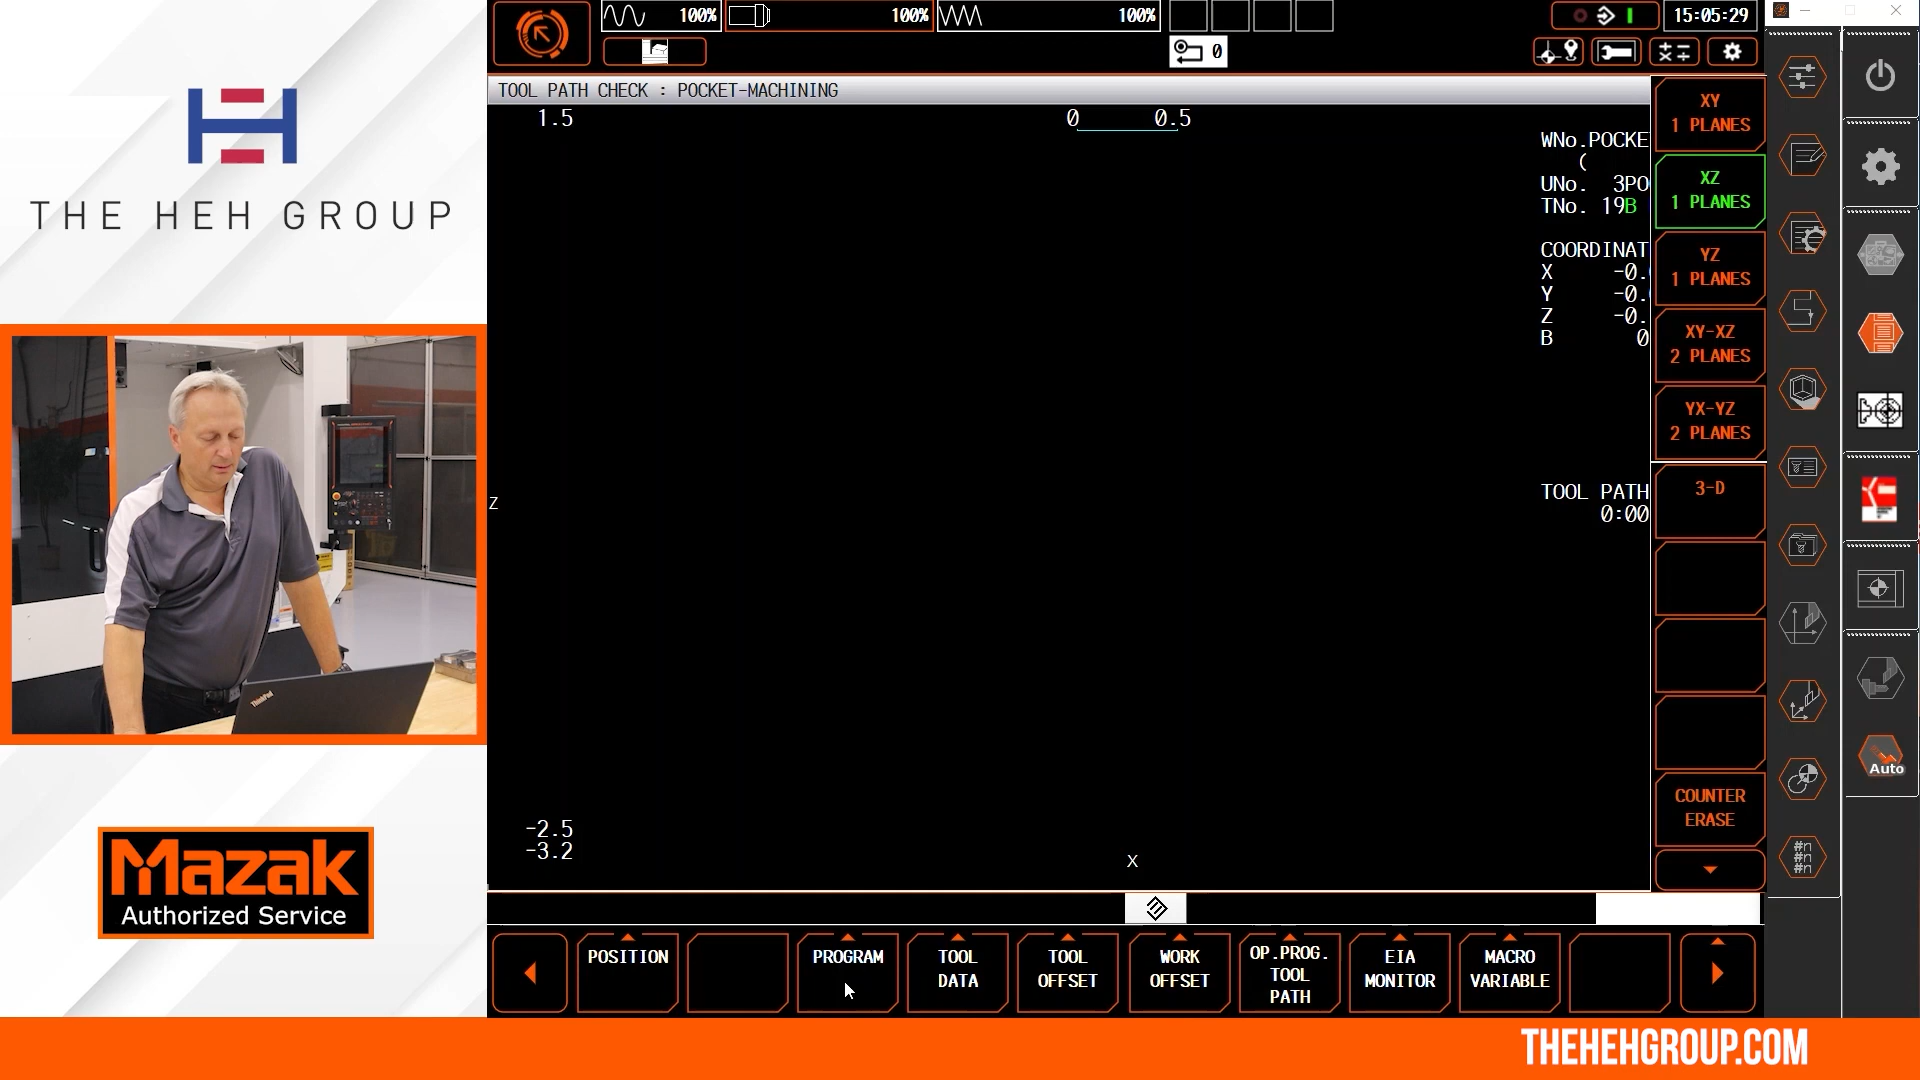 THE HEH GROUP
Mazak
Authorized Service
100%
100%
100%
15:05:29
0
TOOL PATH CHECK : POCKET-MACHINING
1.5
0 0.5
WNo.POCKE
(
UNo. 3PO
TNo. 19B
COORDINAT
X -0.
Y -0.
Z -0.
B 0
TOOL PATH
0:00
Z
-2.5
-3.2
X
XY
1 PLANES
XZ
1 PLANES
YZ
1 PLANES
XY-XZ
2 PLANES
YX-YZ
2 PLANES
3-D
COUNTER
ERASE
#n
#n
#n
Auto
POSITION
PROGRAM
TOOL
DATA
TOOL
OFFSET
WORK
OFFSET
OP.PROG.
TOOL
PATH
EIA
MONITOR
MACRO
VARIABLE
ThinkPad
THEHEHGROUP.COM